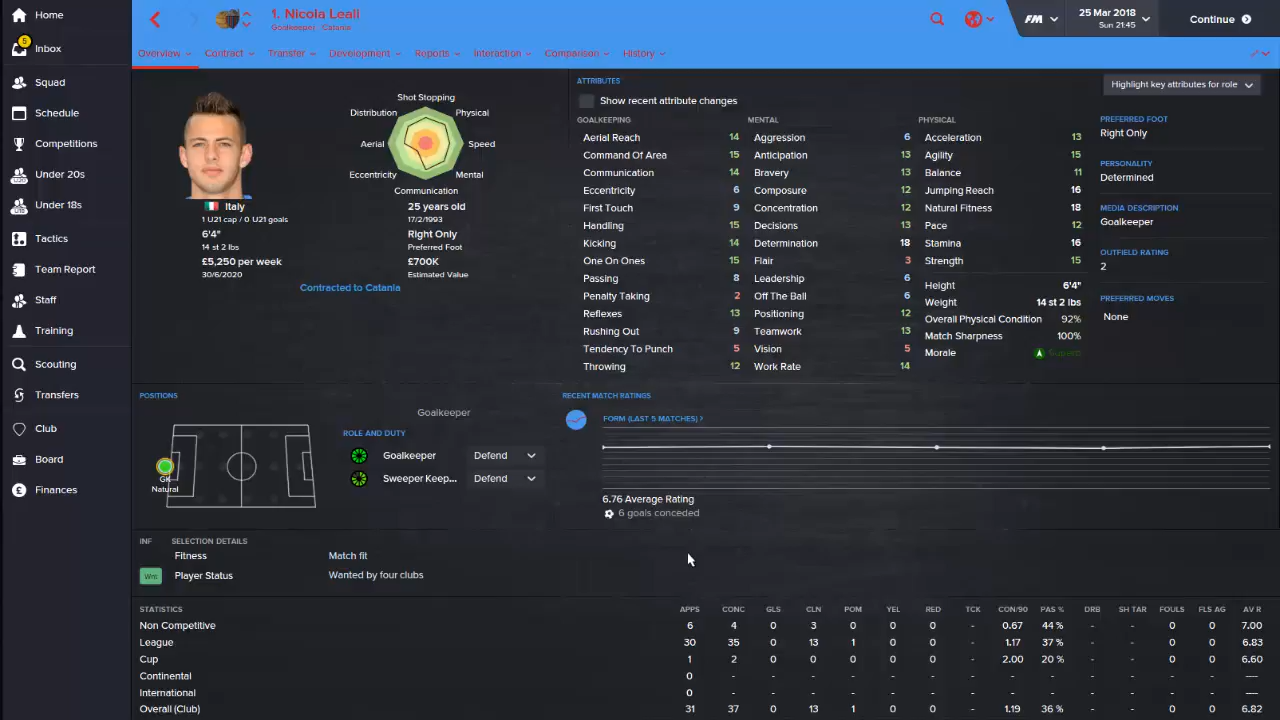 Home
5
Inbox
Squad
Schedule
Competitions
Under 20s
Under 18s
Tactics
Team Report
Staff
Training
Scouting
Transfers
Club
Board
Finances
1. Nicola Leali
Goalkeeper - Catania
FM
25 Mar 2018
Sun 21:45
Continue
Overview Contract Transfer Development Reports Interaction Comparison History
Shot Stopping
Distribution Physical
Aerial Speed
Eccentricity Mental
Communication
Italy
1 U21 cap / 0 U21 goals
6'4"
14 st 2 lbs
£5,250 per week
30/6/2020
25 years old
17/2/1993
Right Only
Preferred Foot
£700K
Estimated Value
Contracted to Catania
ATTRIBUTES
Show recent attribute changes
Highlight key attributes for role
GOALKEEPING
Aerial Reach 14
Command Of Area 15
Communication 14
Eccentricity 6
First Touch 9
Handling 15
Kicking 14
One On Ones 15
Passing 8
Penalty Taking 2
Reflexes 13
Rushing Out 9
Tendency To Punch 5
Throwing 12
MENTAL
Aggression 6
Anticipation 13
Bravery 13
Composure 12
Concentration 12
Decisions 13
Determination 18
Flair 3
Leadership 6
Off The Ball 6
Positioning 12
Teamwork 13
Vision 5
Work Rate 14
PHYSICAL
Acceleration 13
Agility 15
Balance 11
Jumping Reach 16
Natural Fitness 18
Pace 12
Stamina 16
Strength 15
Height 6'4"
Weight 14 st 2 lbs
Overall Physical Condition 92%
Match Sharpness 100%
Morale Superb
PREFERRED FOOT
Right Only
PERSONALITY
Determined
MEDIA DESCRIPTION
Goalkeeper
OUTFIELD RATING
2
PREFERRED MOVES
None
POSITIONS
GK
Natural
Goalkeeper
ROLE AND DUTY
Goalkeeper Defend
Sweeper Keep... Defend
RECENT MATCH RATINGS
FORM (LAST 5 MATCHES) >
6.76 Average Rating
6 goals conceded
INF SELECTION DETAILS
Fitness Match fit
Wnt Player Status Wanted by four clubs
STATISTICS APPS CONC GLS CLN POM YEL RED TCK CON/90 PAS % DRB SH TAR FOULS FLS AG AV R
Non Competitive 6 4 0 3 0 0 0 - 0.67 44 % - - 0 0 7.00
League 30 35 0 13 1 0 0 - 1.17 37 % - - 0 0 6.83
Cup 1 2 0 0 0 0 0 - 2.00 20 % - - 0 0 6.60
Continental 0 - - - - - - - - - - - - - ----
International 0 - - - - - - - - - - - - - ----
Overall (Club) 31 37 0 13 1 0 0 - 1.19 36 % - - 0 0 6.82